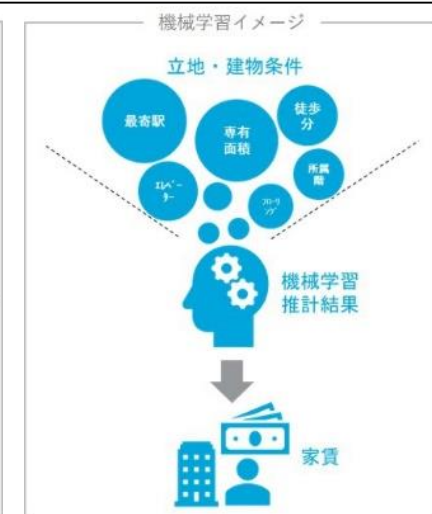 機械学習イメージ
立地・建物条件
最寄駅
専有
面積
徒歩
分
所属
階
ｴﾚﾍﾞｰ
ﾀｰ
ﾌﾛｰﾘ
ﾝｸﾞ
機械学習
推計結果
家賃